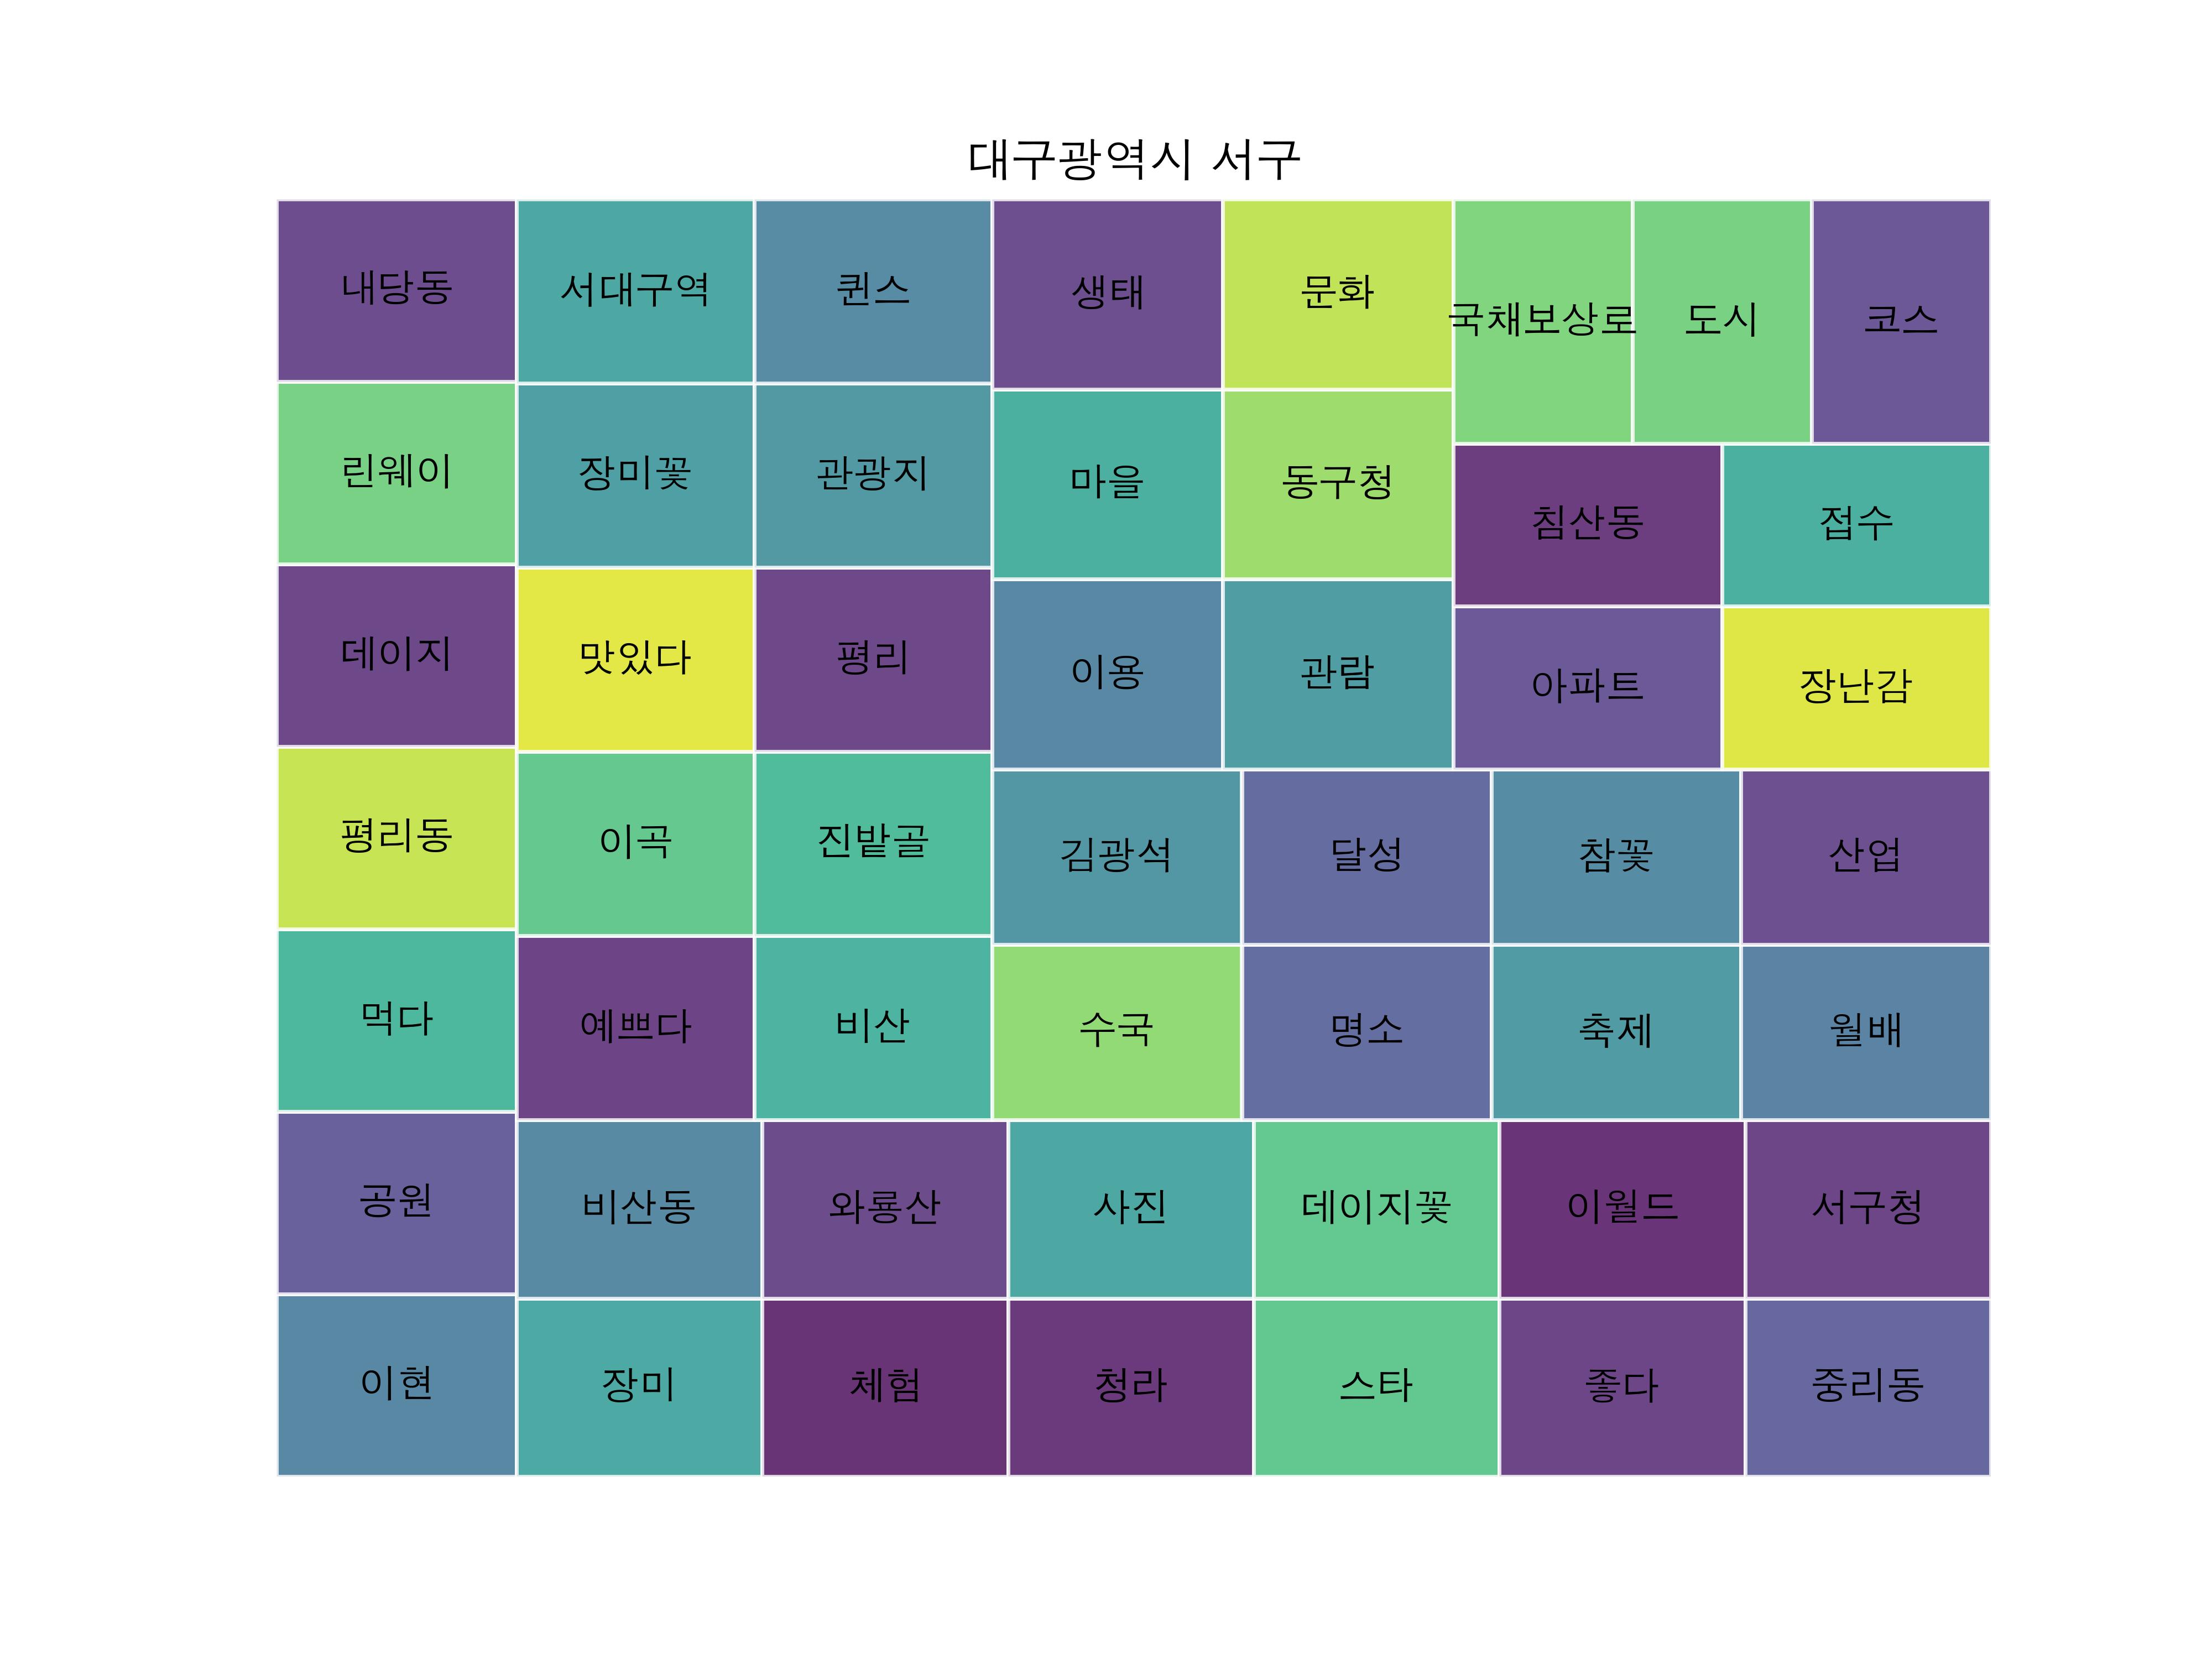 대구광역시 서구
내당동 서대구역 퀸스 생태 문화 국채보상로 도시 코스
린웨이 장미꽃 관광지 마을 동구청 침산동 접수
데이지 맛있다 평리 이용 관람 아파트 장난감
평리동 이곡 진밭골 김광석 달성 참꽃 산업
먹다 예쁘다 비산 수국 명소 축제 월배
공원 비산동 와룡산 사진 데이지꽃 이월드 서구청
이현 장미 체험 청라 스타 좋다 중리동